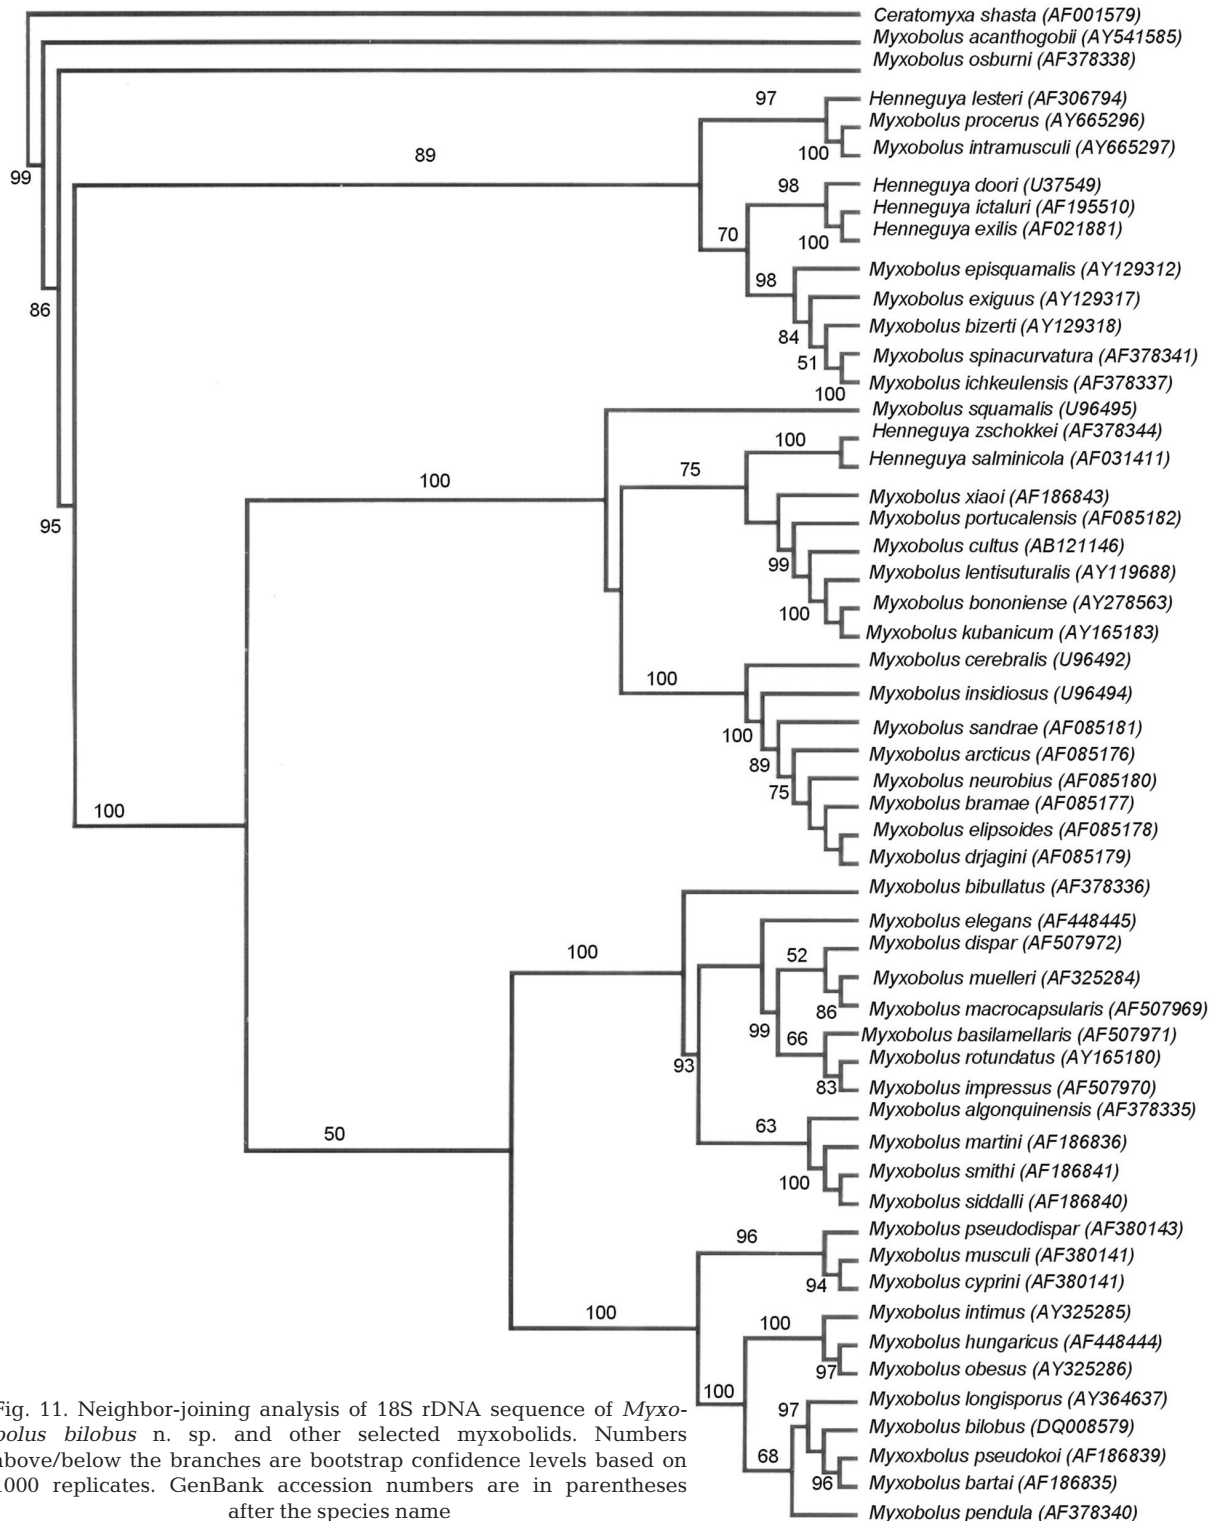 Ceratomyxa shasta (AF001579)
Myxobolus acanthogobii (AY541585)
Myxobolus osburni (AF378338)
97
Henneguya lesteri (AF306794)
Myxobolus procerus (AY665296)
100
Myxobolus intramusculi (AY665297)
89
99
98
Henneguya doori (U37549)
Henneguya ictaluri (AF195510)
Henneguya exilis (AF021881)
70
100
Myxobolus episquamalis (AY129312)
98
Myxobolus exiguus (AY129317)
86
Myxobolus bizerti (AY129318)
84
Myxobolus spinacurvatura (AF378341)
51
Myxobolus ichkeulensis (AF378337)
100
Myxobolus squamalis (U96495)
Henneguya zschokkei (AF378344)
100
Henneguya salminicola (AF031411)
75
100
Myxobolus xiaoi (AF186843)
Myxobolus portucalensis (AF085182)
95
Myxobolus cultus (AB121146)
99
Myxobolus lentisuturalis (AY119688)
Myxobolus bononiense (AY278563)
100
Myxobolus kubanicum (AY165183)
Myxobolus cerebralis (U96492)
100
Myxobolus insidiosus (U96494)
Myxobolus sandrae (AF085181)
100
Myxobolus arcticus (AF085176)
89
Myxobolus neurobius (AF085180)
75
Myxobolus bramae (AF085177)
100
Myxobolus elipsoides (AF085178)
Myxobolus drjagini (AF085179)
Myxobolus bibullatus (AF378336)
Myxobolus elegans (AF448445)
Myxobolus dispar (AF507972)
100
52
Myxobolus muelleri (AF325284)
Myxobolus macrocapsularis (AF507969)
86
99
Myxobolus basilamellaris (AF507971)
66
Myxobolus rotundatus (AY165180)
93
Myxobolus impressus (AF507970)
83
Myxobolus algonquinensis (AF378335)
63
50
Myxobolus martini (AF186836)
Myxobolus smithi (AF186841)
100
Myxobolus siddalli (AF186840)
Myxobolus pseudodispar (AF380143)
96
Myxobolus musculi (AF380141)
Myxobolus cyprini (AF380141)
94
100
Myxobolus intimus (AY325285)
100
Myxobolus hungaricus (AF448444)
Myxobolus obesus (AY325286)
97
100
Myxobolus longisporus (AY364637)
97
Myxobolus bilobus (DQ008579)
68
Myxoxbolus pseudokoi (AF186839)
Myxobolus bartai (AF186835)
96
Myxobolus pendula (AF378340)
Fig. 11. Neighbor-joining analysis of 18S rDNA sequence of Myxo-
bolus bilobus n. sp. and other selected myxobolids. Numbers
above/below the branches are bootstrap confidence levels based on
1000 replicates. GenBank accession numbers are in parentheses
after the species name